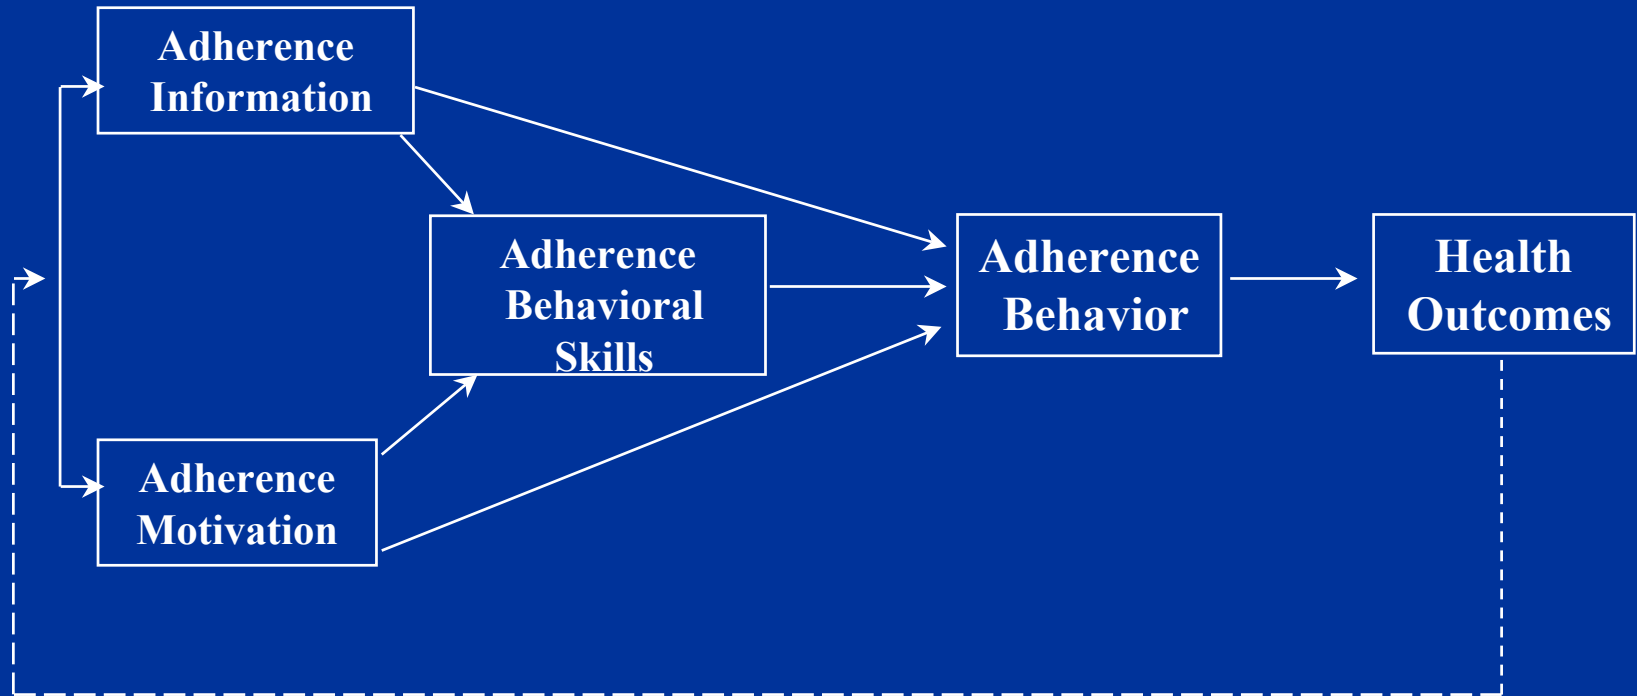 Adherence
Information
Adherence
Behavioral
Skills
Adherence
Behavior
Health
Outcomes
Adherence
Motivation